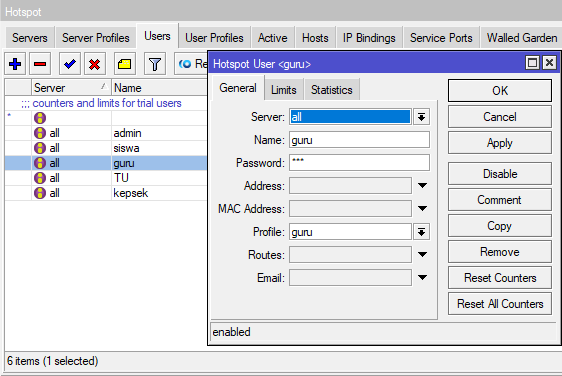 Hotspot
Servers Server Profiles Users User Profiles Active Hosts IP Bindings Service Ports Walled Garden
Re
Server / Name
;;; counters and limits for trial users
*
all admin
all siswa
all guru
all TU
all kepsek
6 items (1 selected)
Hotspot User <guru>
General Limits Statistics
Server: all
Name: guru
Password: ***
Address:
MAC Address:
Profile: guru
Routes:
Email:
OK
Cancel
Apply
Disable
Comment
Copy
Remove
Reset Counters
Reset All Counters
enabled